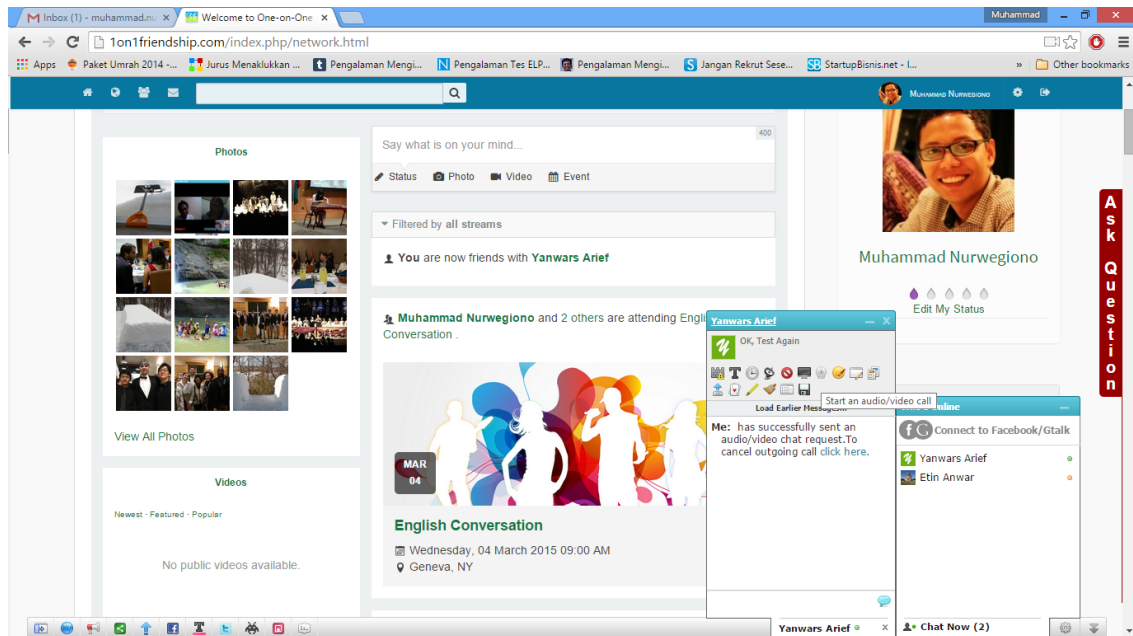 Inbox (1) - muhammad.nu
Welcome to One-on-One
Muhammad
1on1friendship.com/index.php/network.html
Apps
Paket Umrah 2014 -...
Jurus Menaklukkan ...
Pengalaman Mengi...
Pengalaman Tes ELP...
Pengalaman Mengi...
Jangan Rekrut Sese...
StartupBisnis.net - I...
»
Other bookmarks
Muhammad Nurwegiono
Photos
View All Photos
Videos
Newest - Featured - Popular
No public videos available.
Say what is on your mind...
400
Status
Photo
Video
Event
Filtered by all streams
You are now friends with Yanwars Arief
Muhammad Nurwegiono and 2 others are attending Engli
Conversation .
MAR
04
English Conversation
Wednesday, 04 March 2015 09:00 AM
Geneva, NY
Muhammad Nurwegiono
Edit My Status
Ask Question
Yanwars Arief
OK, Test Again
Start an audio/video call
Load Earlier Messages...
Me: has successfully sent an
audio/video chat request.To
cancel outgoing call click here.
Yanwars Arief
x
Who's Online
Connect to Facebook/Gtalk
Yanwars Arief
Etin Anwar
Chat Now (2)